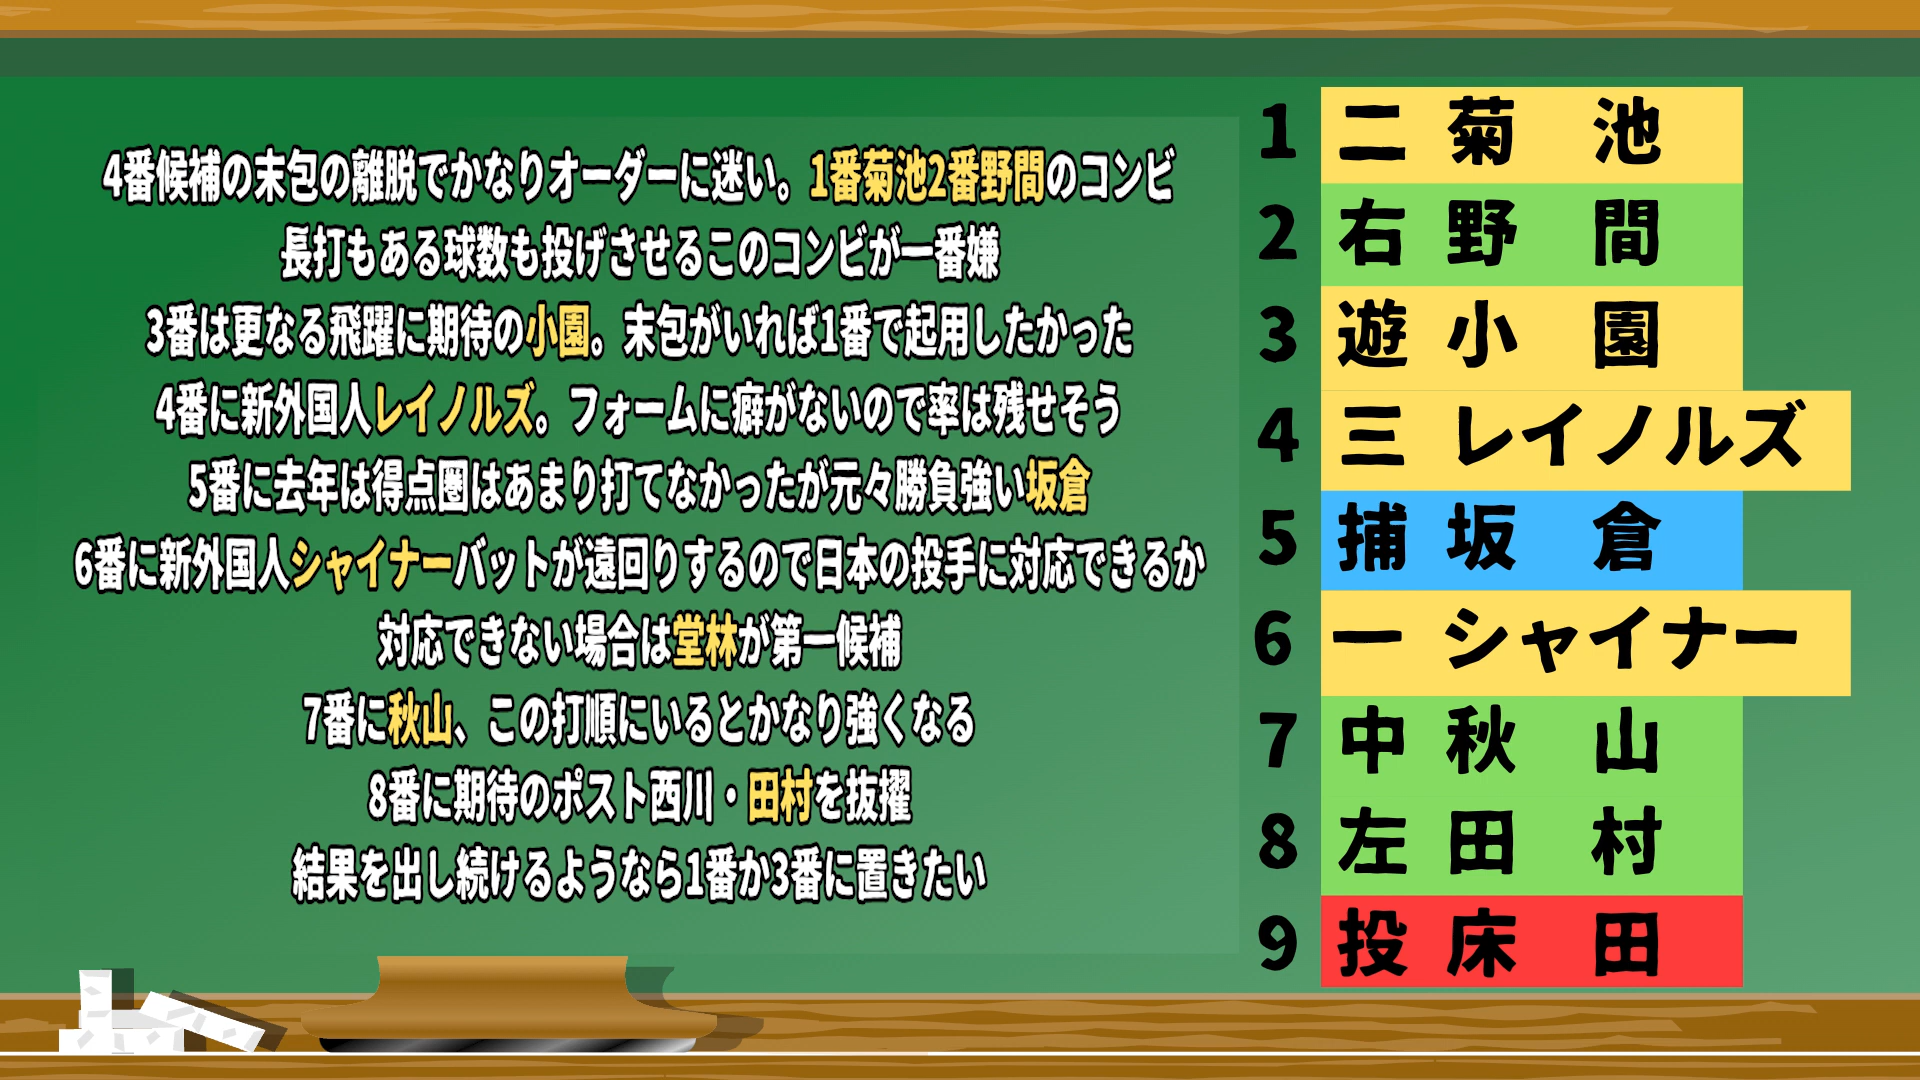 4番候補の末包の離脱でかなりオーダーに迷い。1番菊池2番野間のコンビ
長打もある球数も投げさせるこのコンビが一番嫌
3番は更なる飛躍に期待の小園。末包がいれば1番で起用したかった
4番に新外国人レイノルズ。フォームに癖がないので率は残せそう
5番に去年は得点圏はあまり打てなかったが元々勝負強い坂倉
6番に新外国人シャイナーバットが遠回りするので日本の投手に対応できるか
対応できない場合は堂林が第一候補
7番に秋山、この打順にいるとかなり強くなる
8番に期待のポスト西川・田村を抜擢
結果を出し続けるようなら1番か3番に置きたい
1 二 菊 池
2 右 野 間
3 遊 小 園
4 三 レイノルズ
5 捕 坂 倉
6 一 シャイナー
7 中 秋 山
8 左 田 村
9 投 床 田